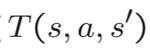 T(s, a, s′)